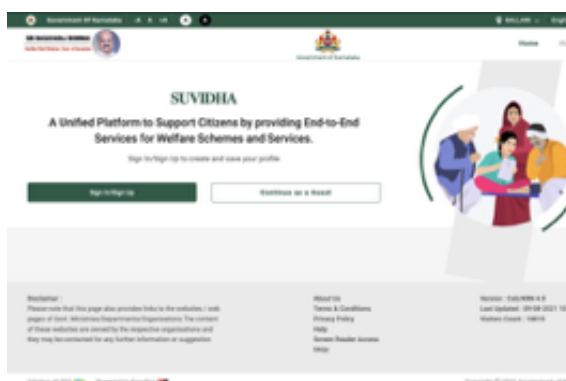 Government Of Karnataka -A A +A
BALLARI
Government of Karnataka
Home
SUVIDHA
A Unified Platform to Support Citizens by providing End-to-End
Services for Welfare Schemes and Services.
Sign In/Sign Up to create and save your profile
Sign In/Sign Up
Continue as a Guest
Disclaimer :
Please note that this page also provides links to the websites / web
pages of Govt. Ministries/Departments/Organisations. The content
of these websites are owned by the respective organisations and
they may be contacted for any further information or suggestion
About Us
Terms & Conditions
Privacy Policy
Help
Screen Reader Access
FAQs
Last Updated : 09-08-2021